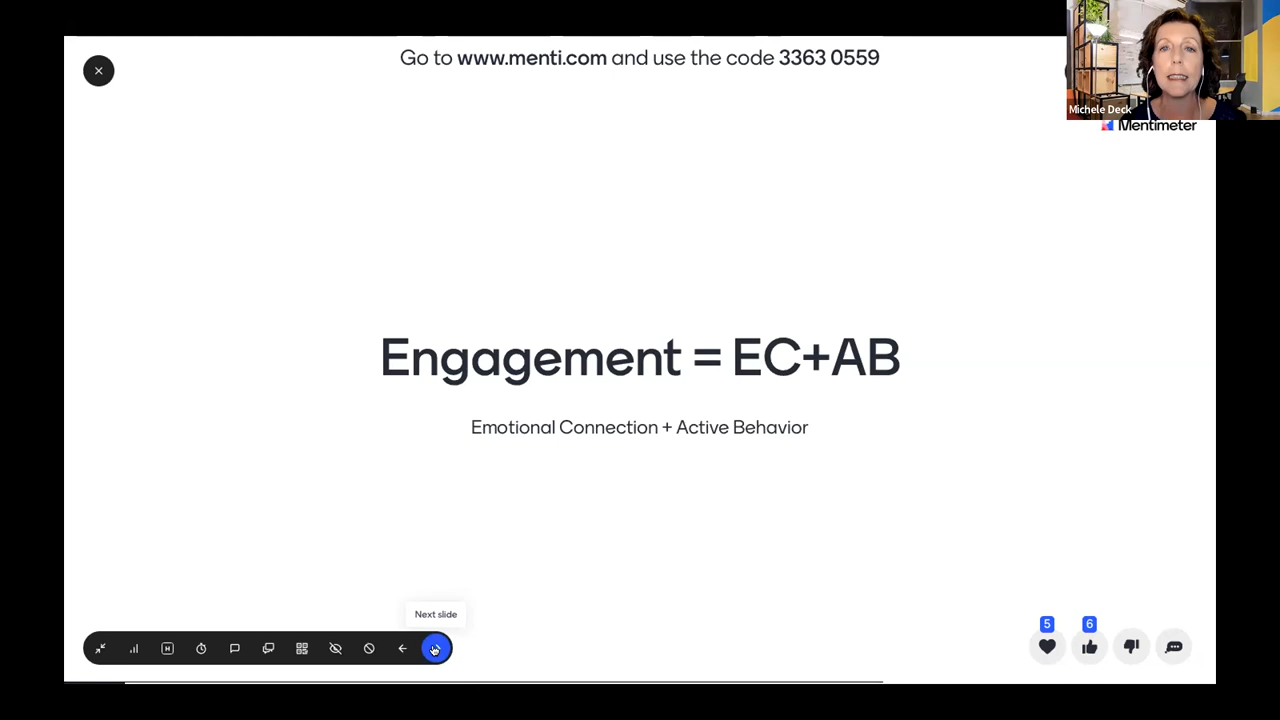 Go to www.menti.com and use the code 3363 0559
Michele Deck
Mentimeter
Engagement = EC+AB
Emotional Connection + Active Behavior
Next slide
H
5
6